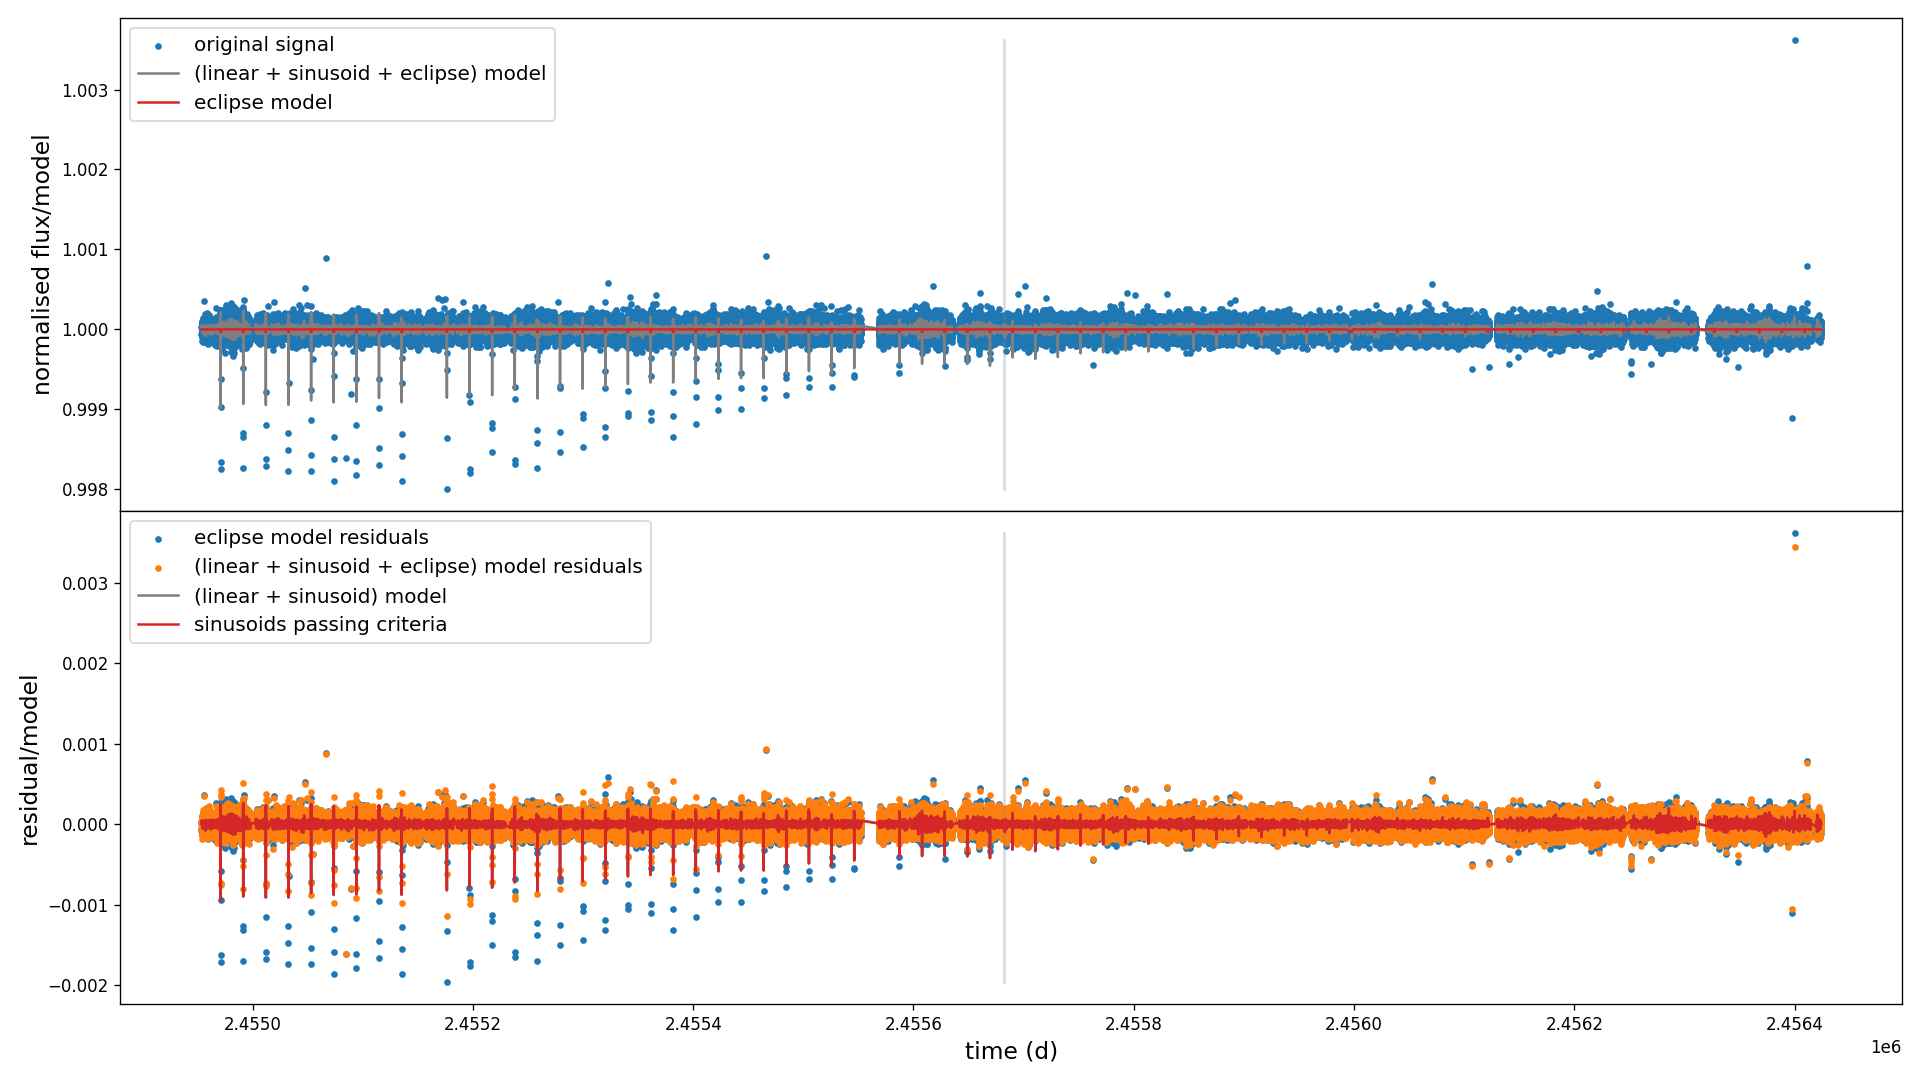 original signal
(linear + sinusoid + eclipse) model
eclipse model
normalised flux/model
1.003
1.002
1.001
1.000
0.999
0.998
eclipse model residuals
(linear + sinusoid + eclipse) model residuals
(linear + sinusoid) model
sinusoids passing criteria
residual/model
0.003
0.002
0.001
0.000
−0.001
−0.002
2.4550 2.4552 2.4554 2.4556 2.4558 2.4560 2.4562 2.4564
time (d)
1e6